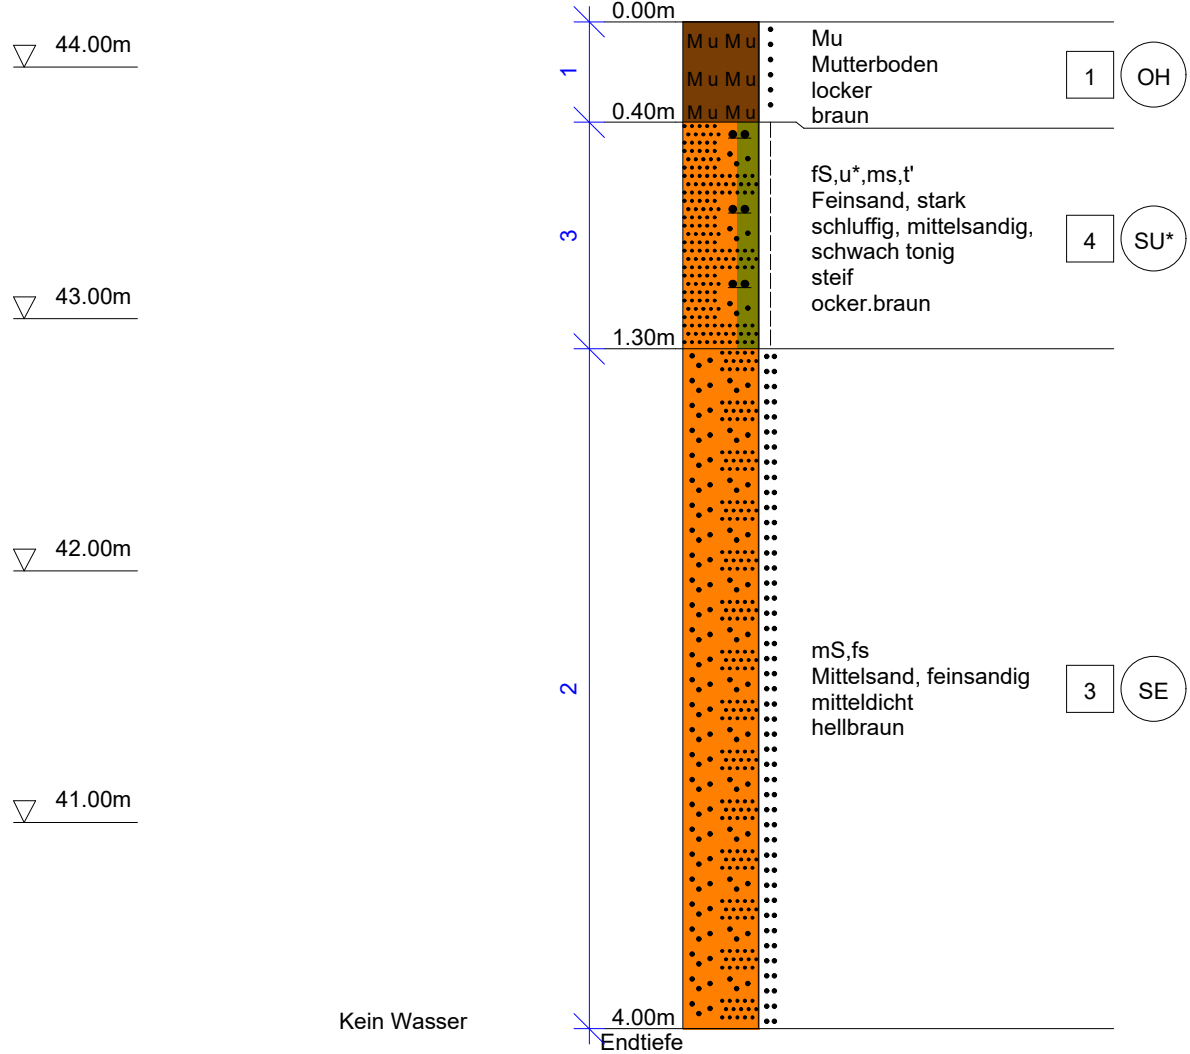 0.00m
44.00m
1
M u M u
M u M u
M u M u
Mu
Mutterboden
locker
braun
1
OH
0.40m
3
fS,u*,ms,t'
Feinsand, stark
schluffig, mittelsandig,
schwach tonig
steif
ocker.braun
4
SU*
43.00m
1.30m
42.00m
2
mS,fs
Mittelsand, feinsandig
mitteldicht
hellbraun
3
SE
41.00m
Kein Wasser
4.00m
Endtiefe